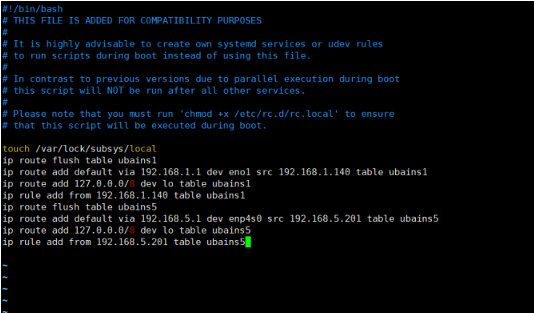 #!/bin/bash
# THIS FILE IS ADDED FOR COMPATIBILITY PURPOSES
#
# It is highly advisable to create own systemd services or udev rules
# to run scripts during boot instead of using this file.
#
# In contrast to previous versions due to parallel execution during boot
# this script will NOT be run after all other services.
#
# Please note that you must run 'chmod +x /etc/rc.d/rc.local' to ensure
# that this script will be executed during boot.

touch /var/lock/subsys/local
ip route flush table ubains1
ip route add default via 192.168.1.1 dev eno1 src 192.168.1.140 table ubains1
ip route add 127.0.0.0/8 dev lo table ubains1
ip rule add from 192.168.1.140 table ubains1
ip route flush table ubains5
ip route add default via 192.168.5.1 dev enp4s0 src 192.168.5.201 table ubains5
ip route add 127.0.0.0/8 dev lo table ubains5
ip rule add from 192.168.5.201 table ubains5

~
~
~
~
~